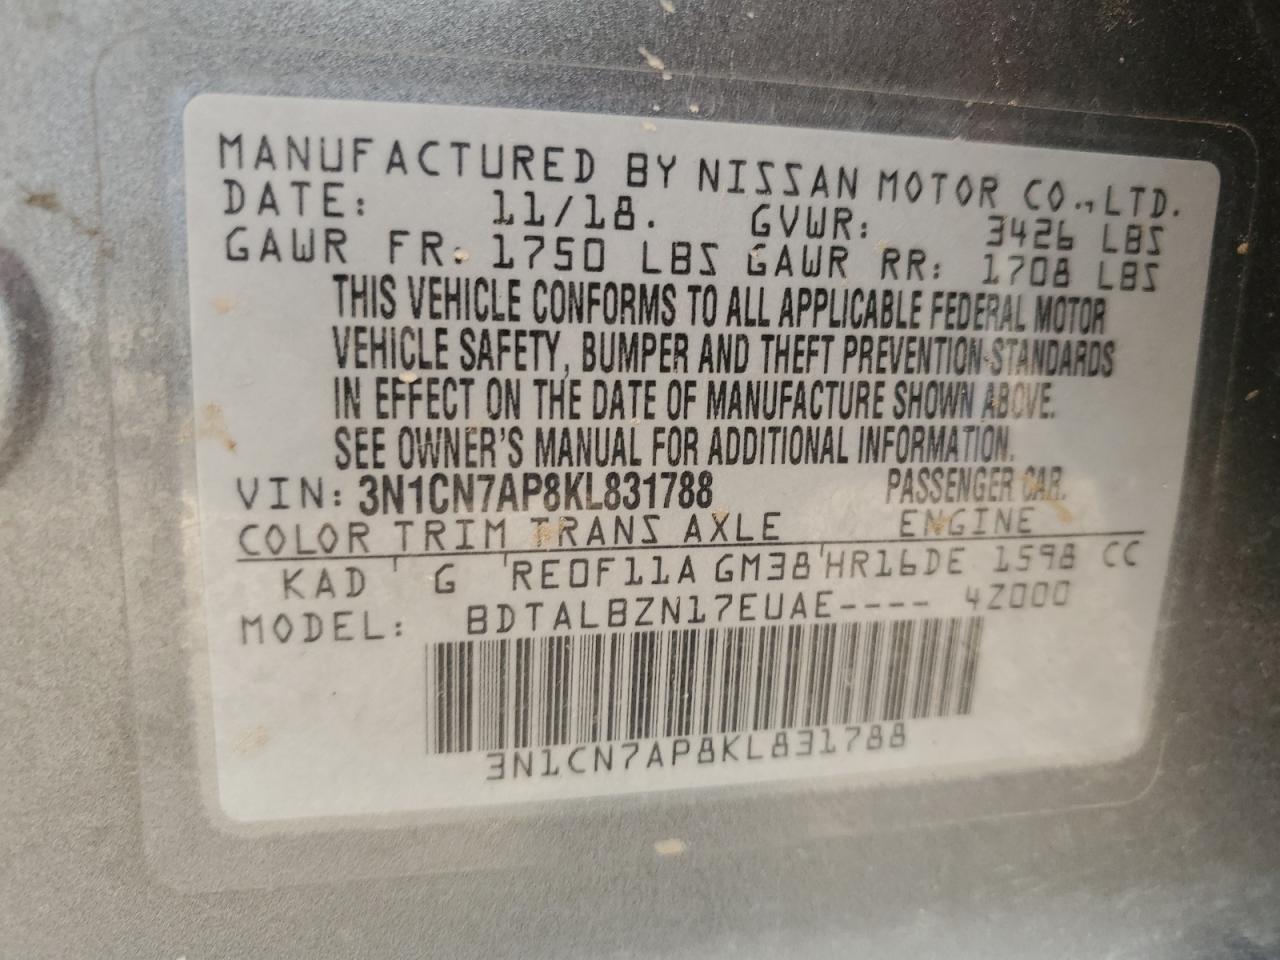 MANUFACTURED BY NISSAN MOTOR CO.,LTD.
DATE: 11/18. GVWR: 3426 LBS
GAWR FR: 1750 LBS GAWR RR: 1708 LBS
THIS VEHICLE CONFORMS TO ALL APPLICABLE FEDERAL MOTOR
VEHICLE SAFETY, BUMPER AND THEFT PREVENTION STANDARDS
IN EFFECT ON THE DATE OF MANUFACTURE SHOWN ABOVE.
SEE OWNER'S MANUAL FOR ADDITIONAL INFORMATION.
VIN: 3N1CN7AP8KL831788 PASSENGER CAR.
COLOR TRIM TRANS AXLE ENGINE
KAD G RE0F11A GM38 HR16DE 1598 CC
MODEL: BDTALBZN17EUAE---- 42000
3N1CN7AP8KL831788